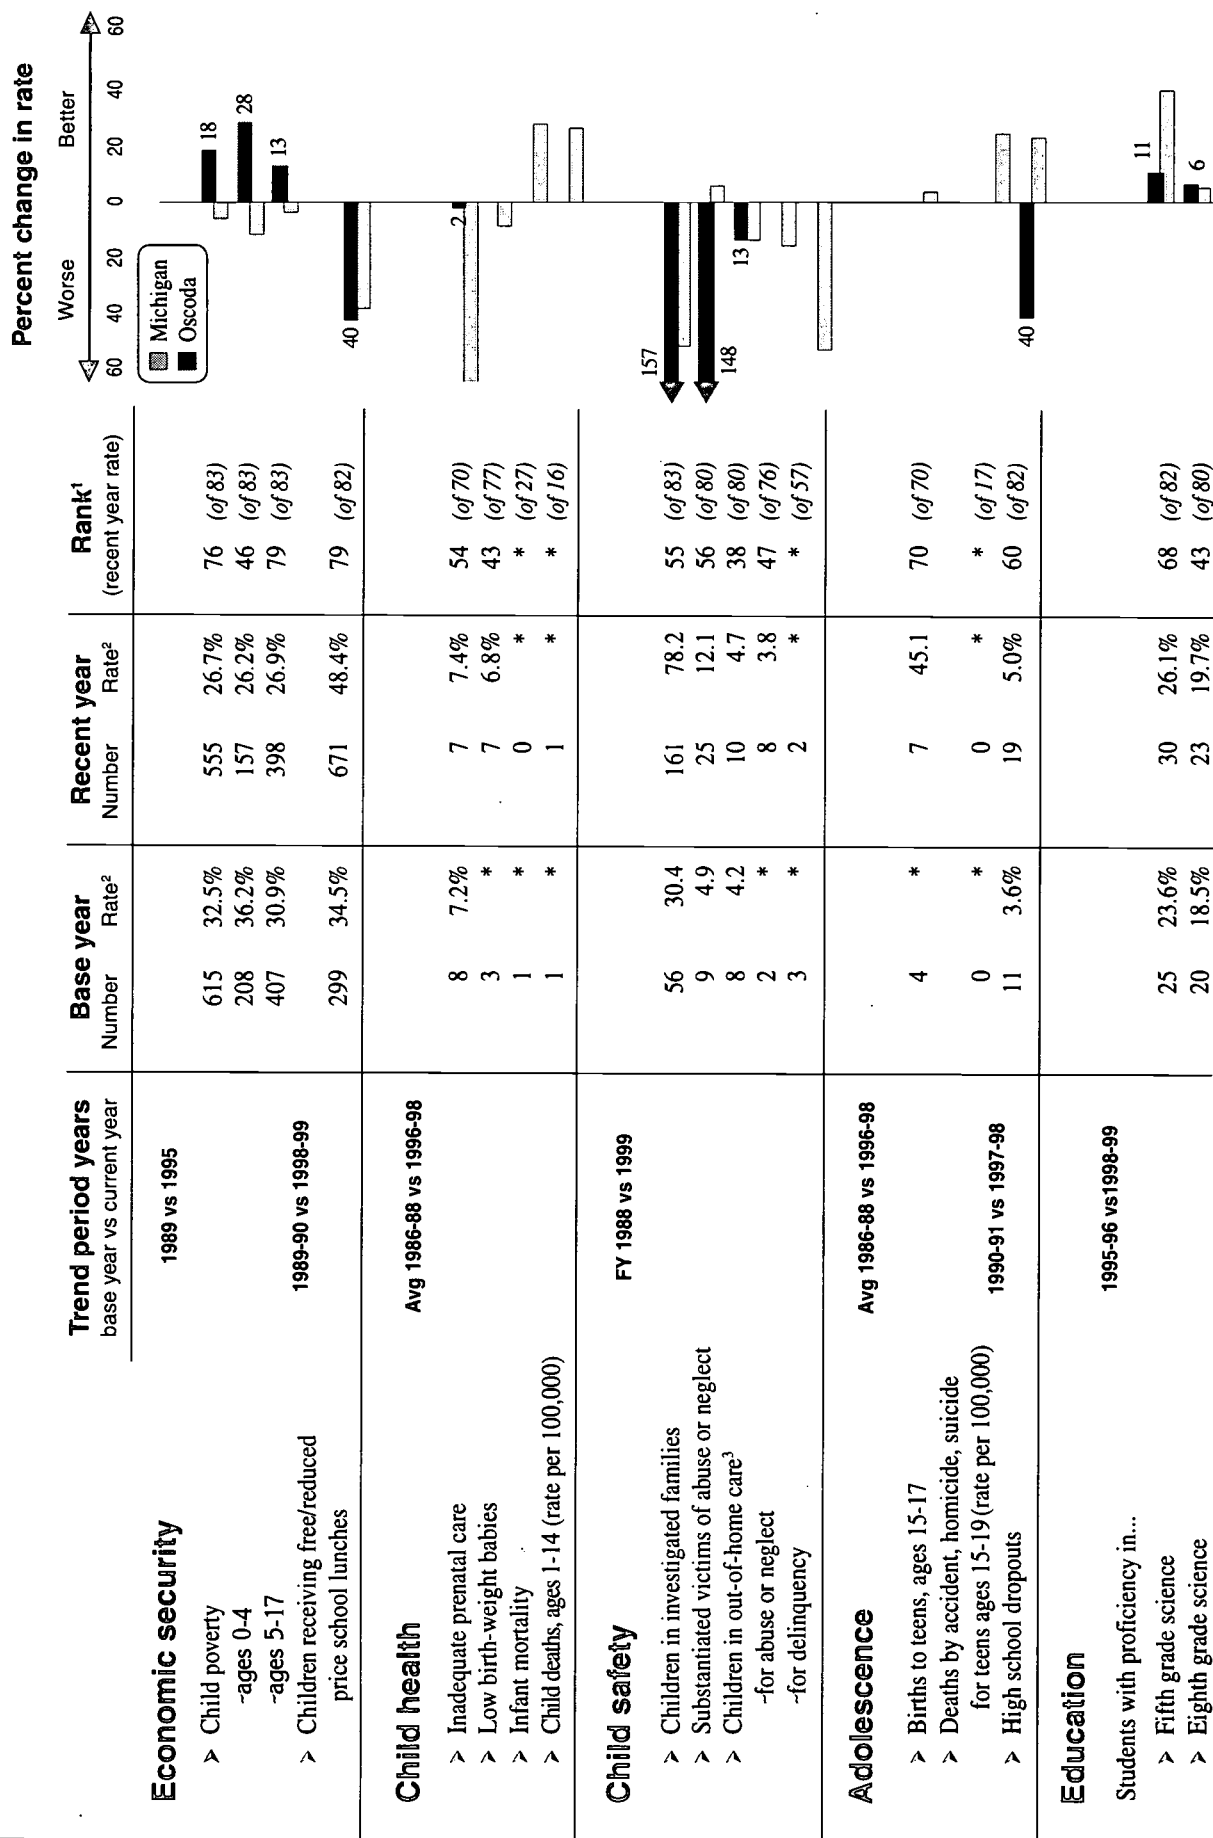 Percent change in rate
Trend period years Base year Recent year Rank¹ Worse Better
base year vs current year Number Rate² Number Rate² (recent year rate) 60 40 20 0 20 40 60
Michigan
Oscoda
Economic security
1989 vs 1995
➢ Child poverty 615 32.5% 555 26.7% 76 (of 83) 18
~ages 0-4 208 36.2% 157 26.2% 46 (of 83) 28
~ages 5-17 407 30.9% 398 26.9% 79 (of 83) 13
1989-90 vs 1998-99
➢ Children receiving free/reduced
price school lunches 299 34.5% 671 48.4% 79 (of 82) 40
Child health
Avg 1986-88 vs 1996-98
➢ Inadequate prenatal care 8 7.2% 7 7.4% 54 (of 70) 2
➢ Low birth-weight babies 3 * 7 6.8% 43 (of 77)
➢ Infant mortality 1 * 0 * * (of 27)
➢ Child deaths, ages 1-14 (rate per 100,000) 1 * 1 * * (of 16)
Child safety
FY 1988 vs 1999
➢ Children in investigated families 56 30.4 161 78.2 55 (of 83) 157
➢ Substantiated victims of abuse or neglect 9 4.9 25 12.1 56 (of 80) 148
➢ Children in out-of-home care³ 8 4.2 10 4.7 38 (of 80) 13
~for abuse or neglect 2 * 8 3.8 47 (of 76)
~for delinquency 3 * 2 * * (of 57)
Adolescence
Avg 1986-88 vs 1996-98
➢ Births to teens, ages 15-17 4 * 7 45.1 70 (of 70)
➢ Deaths by accident, homicide, suicide
for teens ages 15-19 (rate per 100,000) 0 * 0 * * (of 17)
1990-91 vs 1997-98
➢ High school dropouts 11 3.6% 19 5.0% 60 (of 82) 40
Education
1995-96 vs1998-99
Students with proficiency in...
➢ Fifth grade science 25 23.6% 30 26.1% 68 (of 82) 11
➢ Eighth grade science 20 18.5% 23 19.7% 43 (of 80) 6